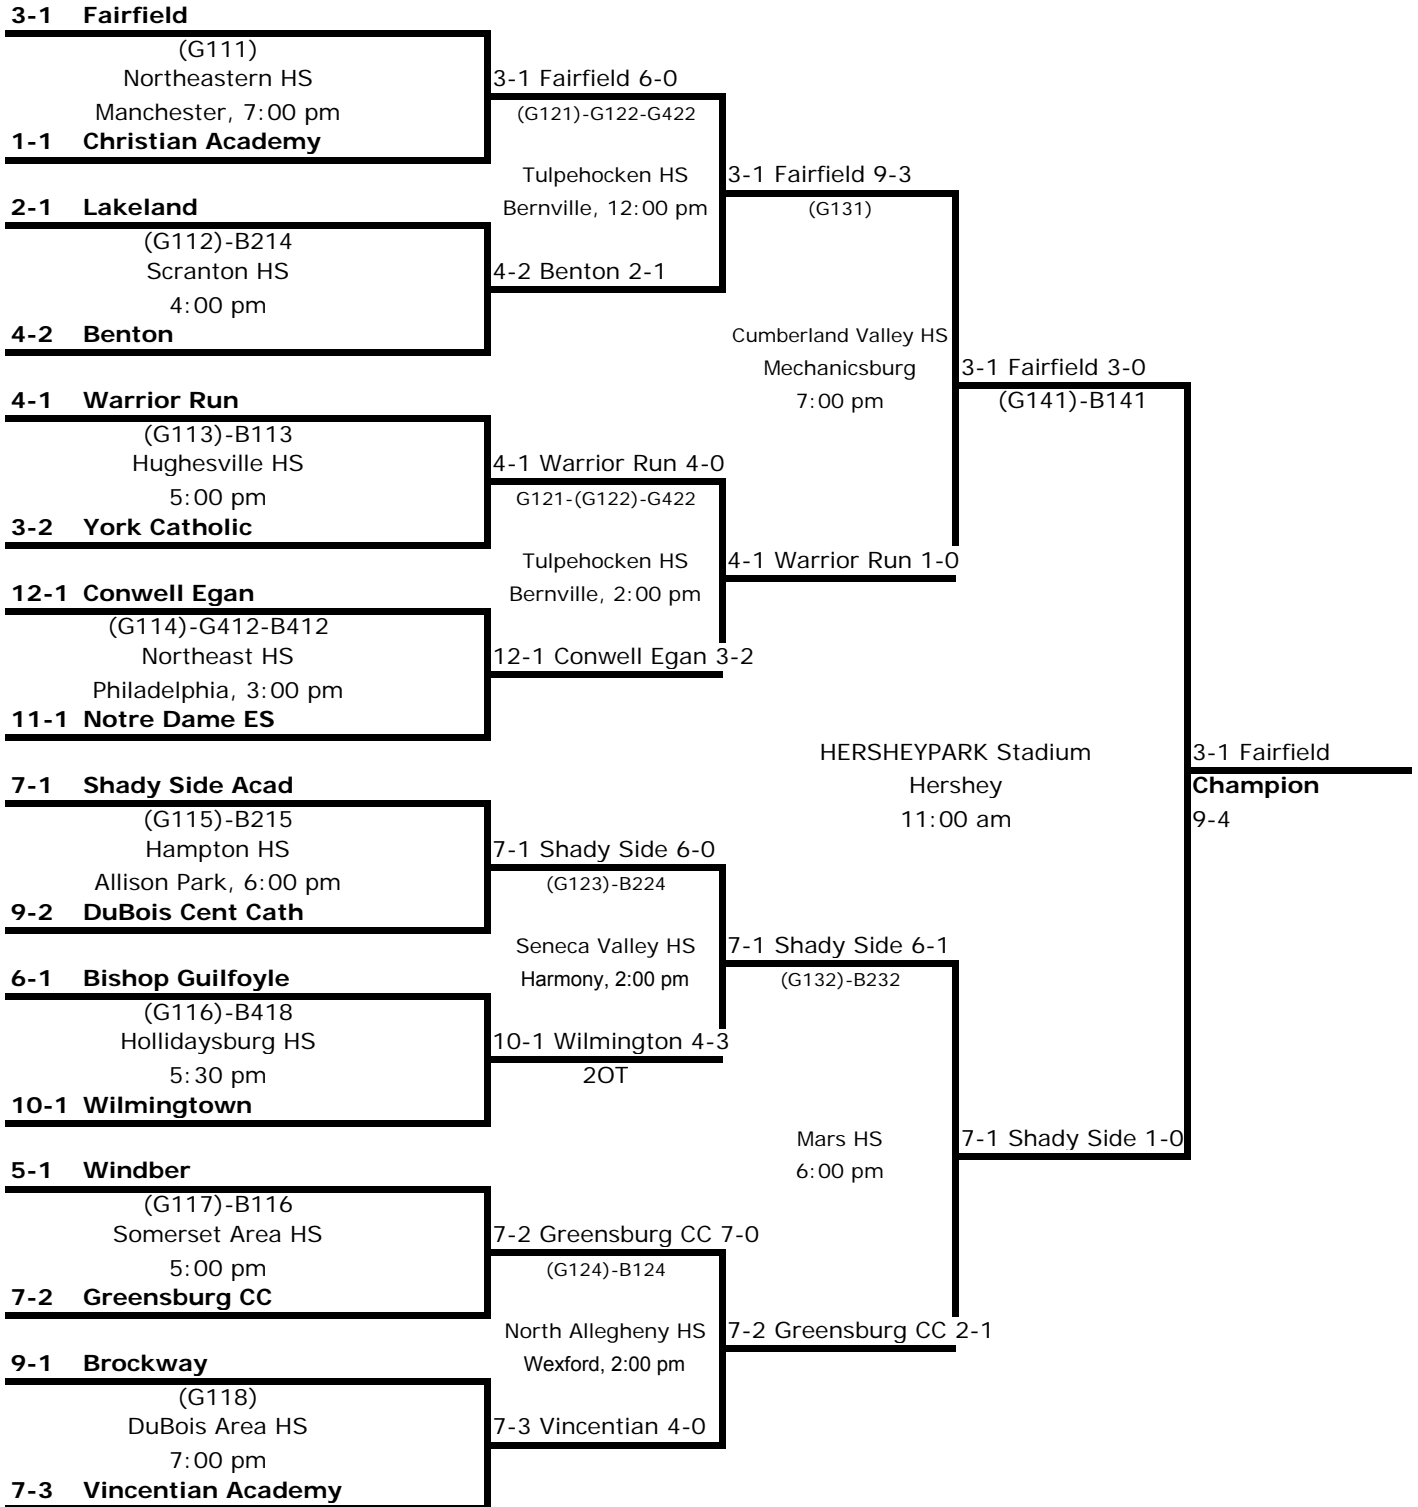 3-1 Fairfield
(G111)
Northeastern HS
Manchester, 7:00 pm
1-1 Christian Academy
2-1 Lakeland
(G112)-B214
Scranton HS
4:00 pm
4-2 Benton
4-1 Warrior Run
(G113)-B113
Hughesville HS
5:00 pm
3-2 York Catholic
12-1 Conwell Egan
(G114)-G412-B412
Northeast HS
Philadelphia, 3:00 pm
11-1 Notre Dame ES
7-1 Shady Side Acad
(G115)-B215
Hampton HS
Allison Park, 6:00 pm
9-2 DuBois Cent Cath
6-1 Bishop Guilfoyle
(G116)-B418
Hollidaysburg HS
5:30 pm
10-1 Wilmingtown
5-1 Windber
(G117)-B116
Somerset Area HS
5:00 pm
7-2 Greensburg CC
9-1 Brockway
(G118)
DuBois Area HS
7:00 pm
7-3 Vincentian Academy
3-1 Fairfield 6-0
(G121)-G122-G422
Tulpehocken HS
Bernville, 12:00 pm
4-2 Benton 2-1
4-1 Warrior Run 4-0
G121-(G122)-G422
Tulpehocken HS
Bernville, 2:00 pm
12-1 Conwell Egan 3-2
7-1 Shady Side 6-0
(G123)-B224
Seneca Valley HS
Harmony, 2:00 pm
10-1 Wilmington 4-3
2OT
7-2 Greensburg CC 7-0
(G124)-B124
North Allegheny HS
Wexford, 2:00 pm
7-3 Vincentian 4-0
3-1 Fairfield 9-3
(G131)
Cumberland Valley HS
Mechanicsburg
7:00 pm
4-1 Warrior Run 1-0
7-1 Shady Side 6-1
(G132)-B232
Mars HS
6:00 pm
7-2 Greensburg CC 2-1
3-1 Fairfield 3-0
(G141)-B141
HERSHEYPARK Stadium
Hershey
11:00 am
7-1 Shady Side 1-0
3-1 Fairfield
Champion
9-4